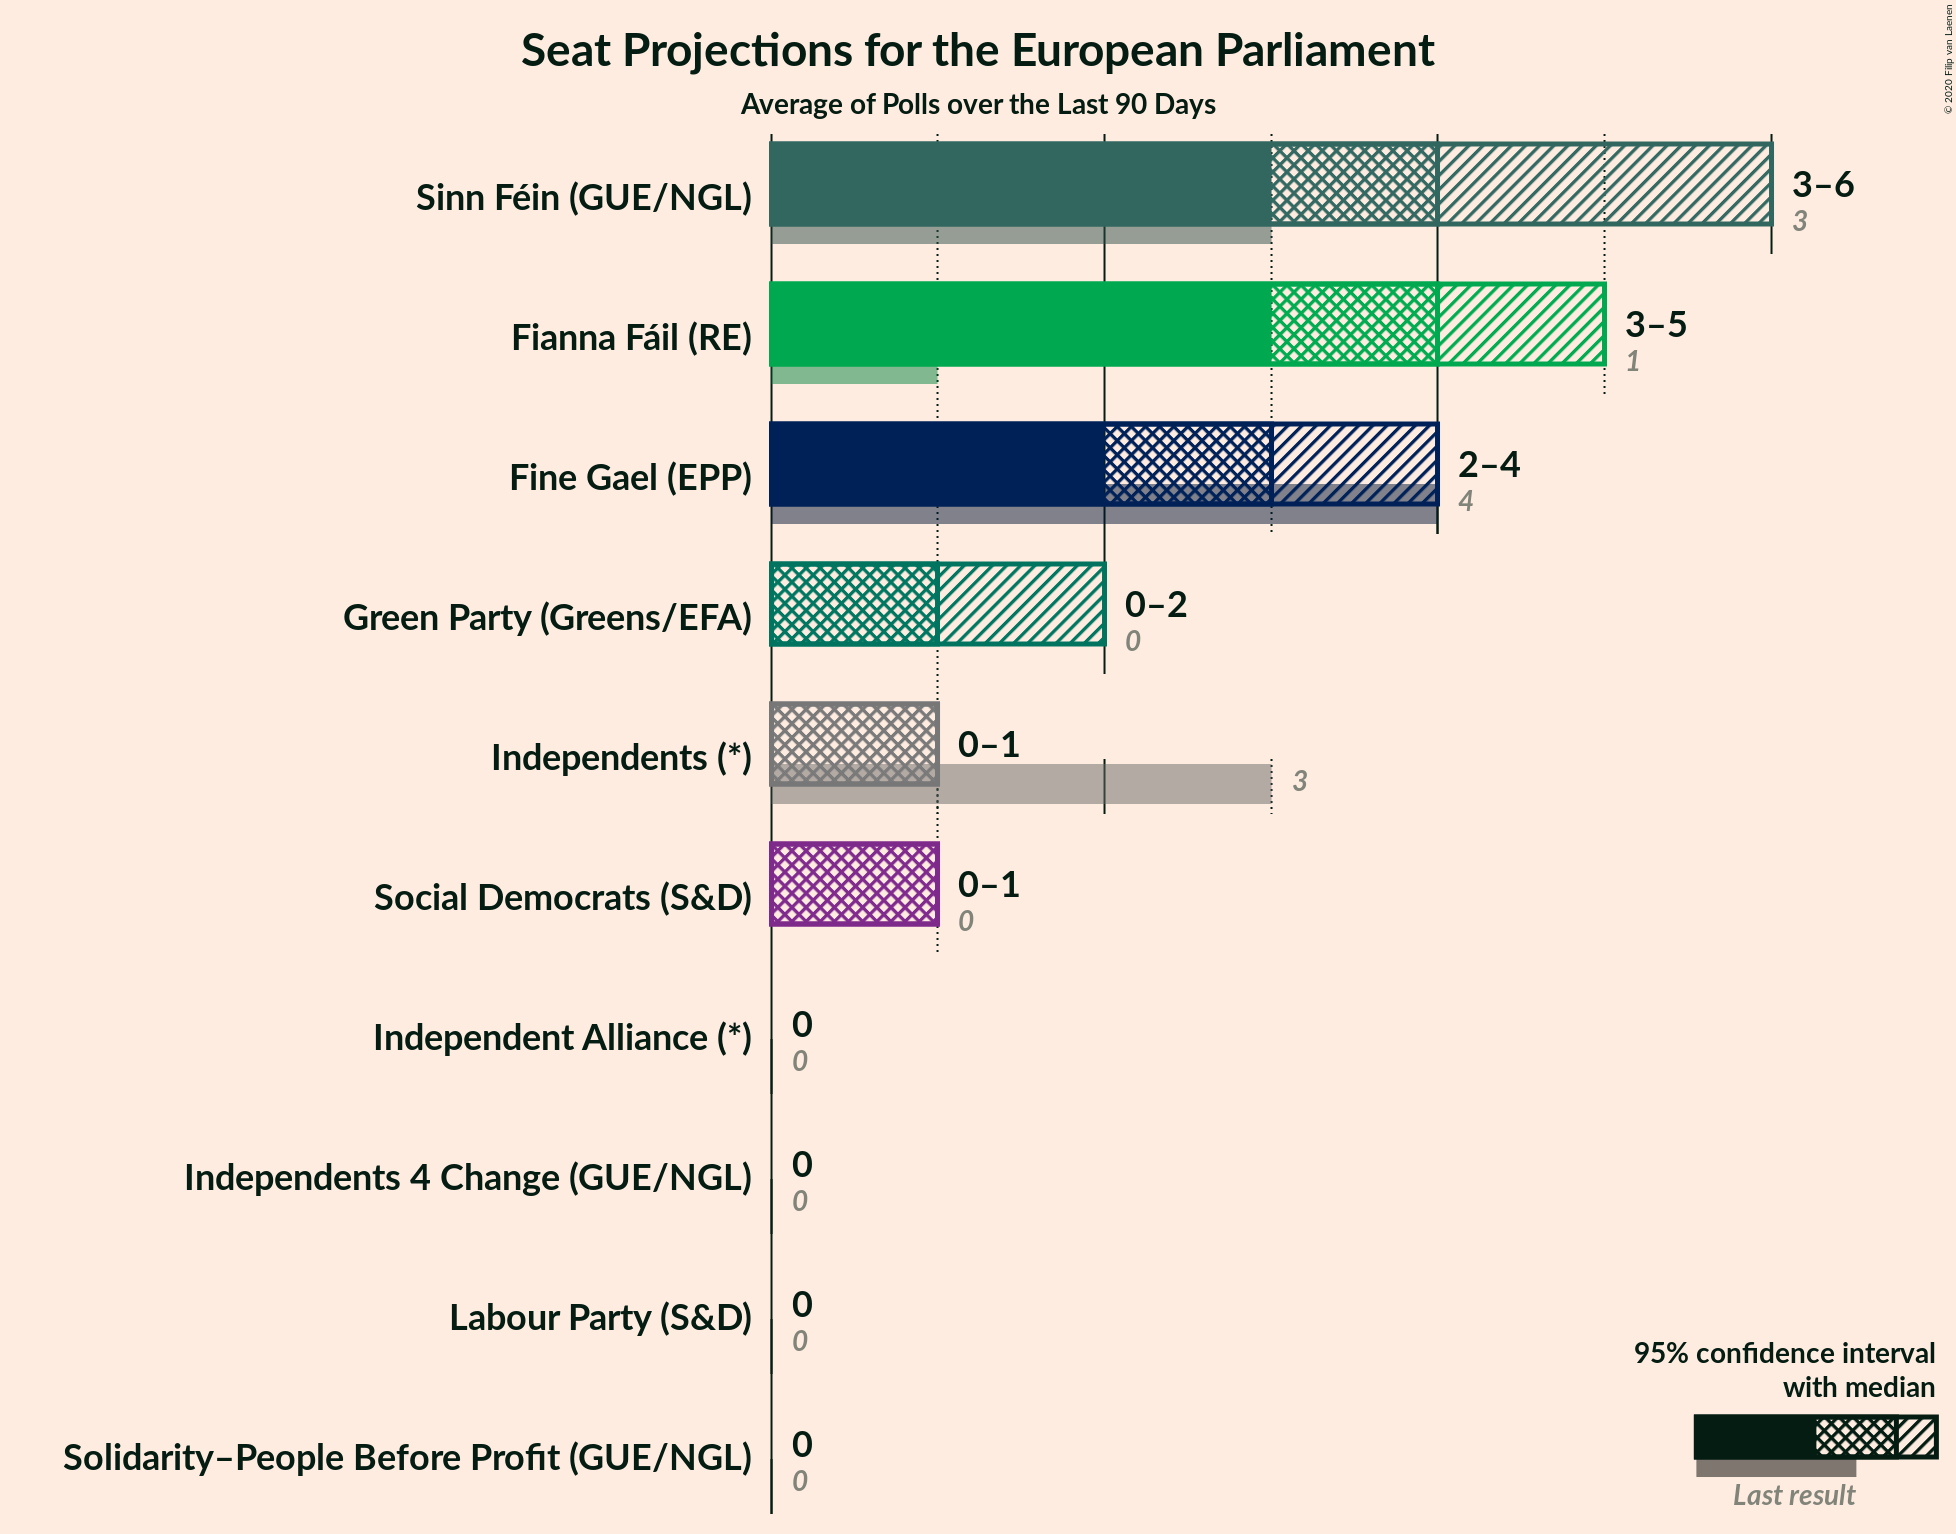 Seat Projections for the European Parliament
Average of Polls over the Last 90 Days
© 2020 Filip van Laenen
Sinn Féin (GUE/NGL)
3–6
3
Fianna Fáil (RE)
3–5
1
Fine Gael (EPP)
2–4
4
Green Party (Greens/EFA)
0–2
0
Independents (*)
0–1
3
Social Democrats (S&D)
0–1
0
Independent Alliance (*)
0
0
Independents 4 Change (GUE/NGL)
0
0
Labour Party (S&D)
0
0
Solidarity–People Before Profit (GUE/NGL)
0
0
95% confidence interval
with median
Last result